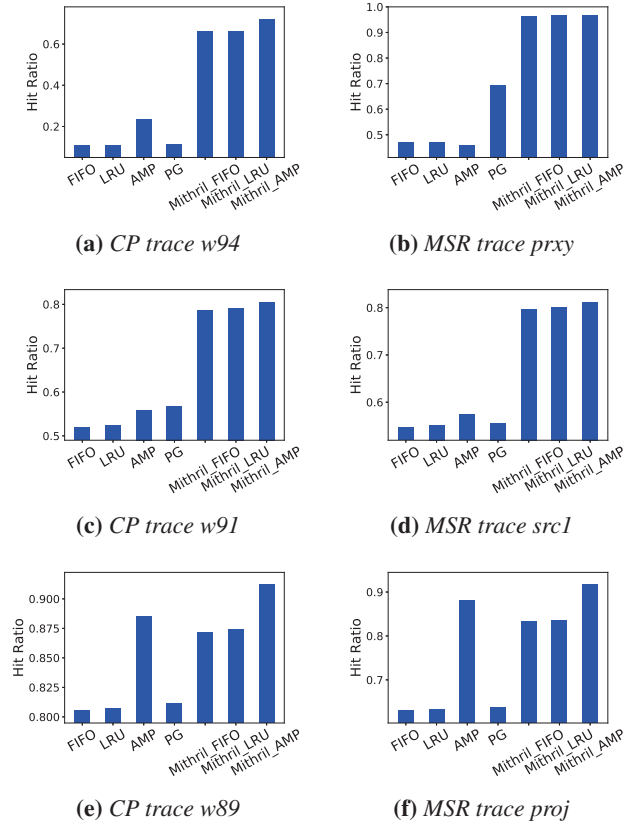 Hit Ratio
0.6
0.4
0.2
FIFO LRU AMP PG Mithril_FIFO Mithril_LRU Mithril_AMP
(a) CP trace w94
Hit Ratio
1.0
0.9
0.8
0.7
0.6
0.5
FIFO LRU AMP PG Mithril_FIFO Mithril_LRU Mithril_AMP
(b) MSR trace prxy
Hit Ratio
0.8
0.7
0.6
0.5
FIFO LRU AMP PG Mithril_FIFO Mithril_LRU Mithril_AMP
(c) CP trace w91
Hit Ratio
0.8
0.7
0.6
FIFO LRU AMP PG Mithril_FIFO Mithril_LRU Mithril_AMP
(d) MSR trace src1
Hit Ratio
0.900
0.875
0.850
0.825
0.800
FIFO LRU AMP PG Mithril_FIFO Mithril_LRU Mithril_AMP
(e) CP trace w89
Hit Ratio
0.9
0.8
0.7
FIFO LRU AMP PG Mithril_FIFO Mithril_LRU Mithril_AMP
(f) MSR trace proj